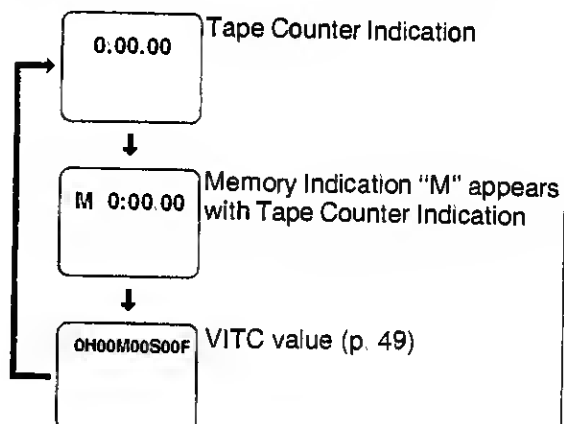 0:00.00
Tape Counter Indication
M 0:00.00
Memory Indication "M" appears
with Tape Counter Indication
0H00M00S00F
VITC value (p. 49)